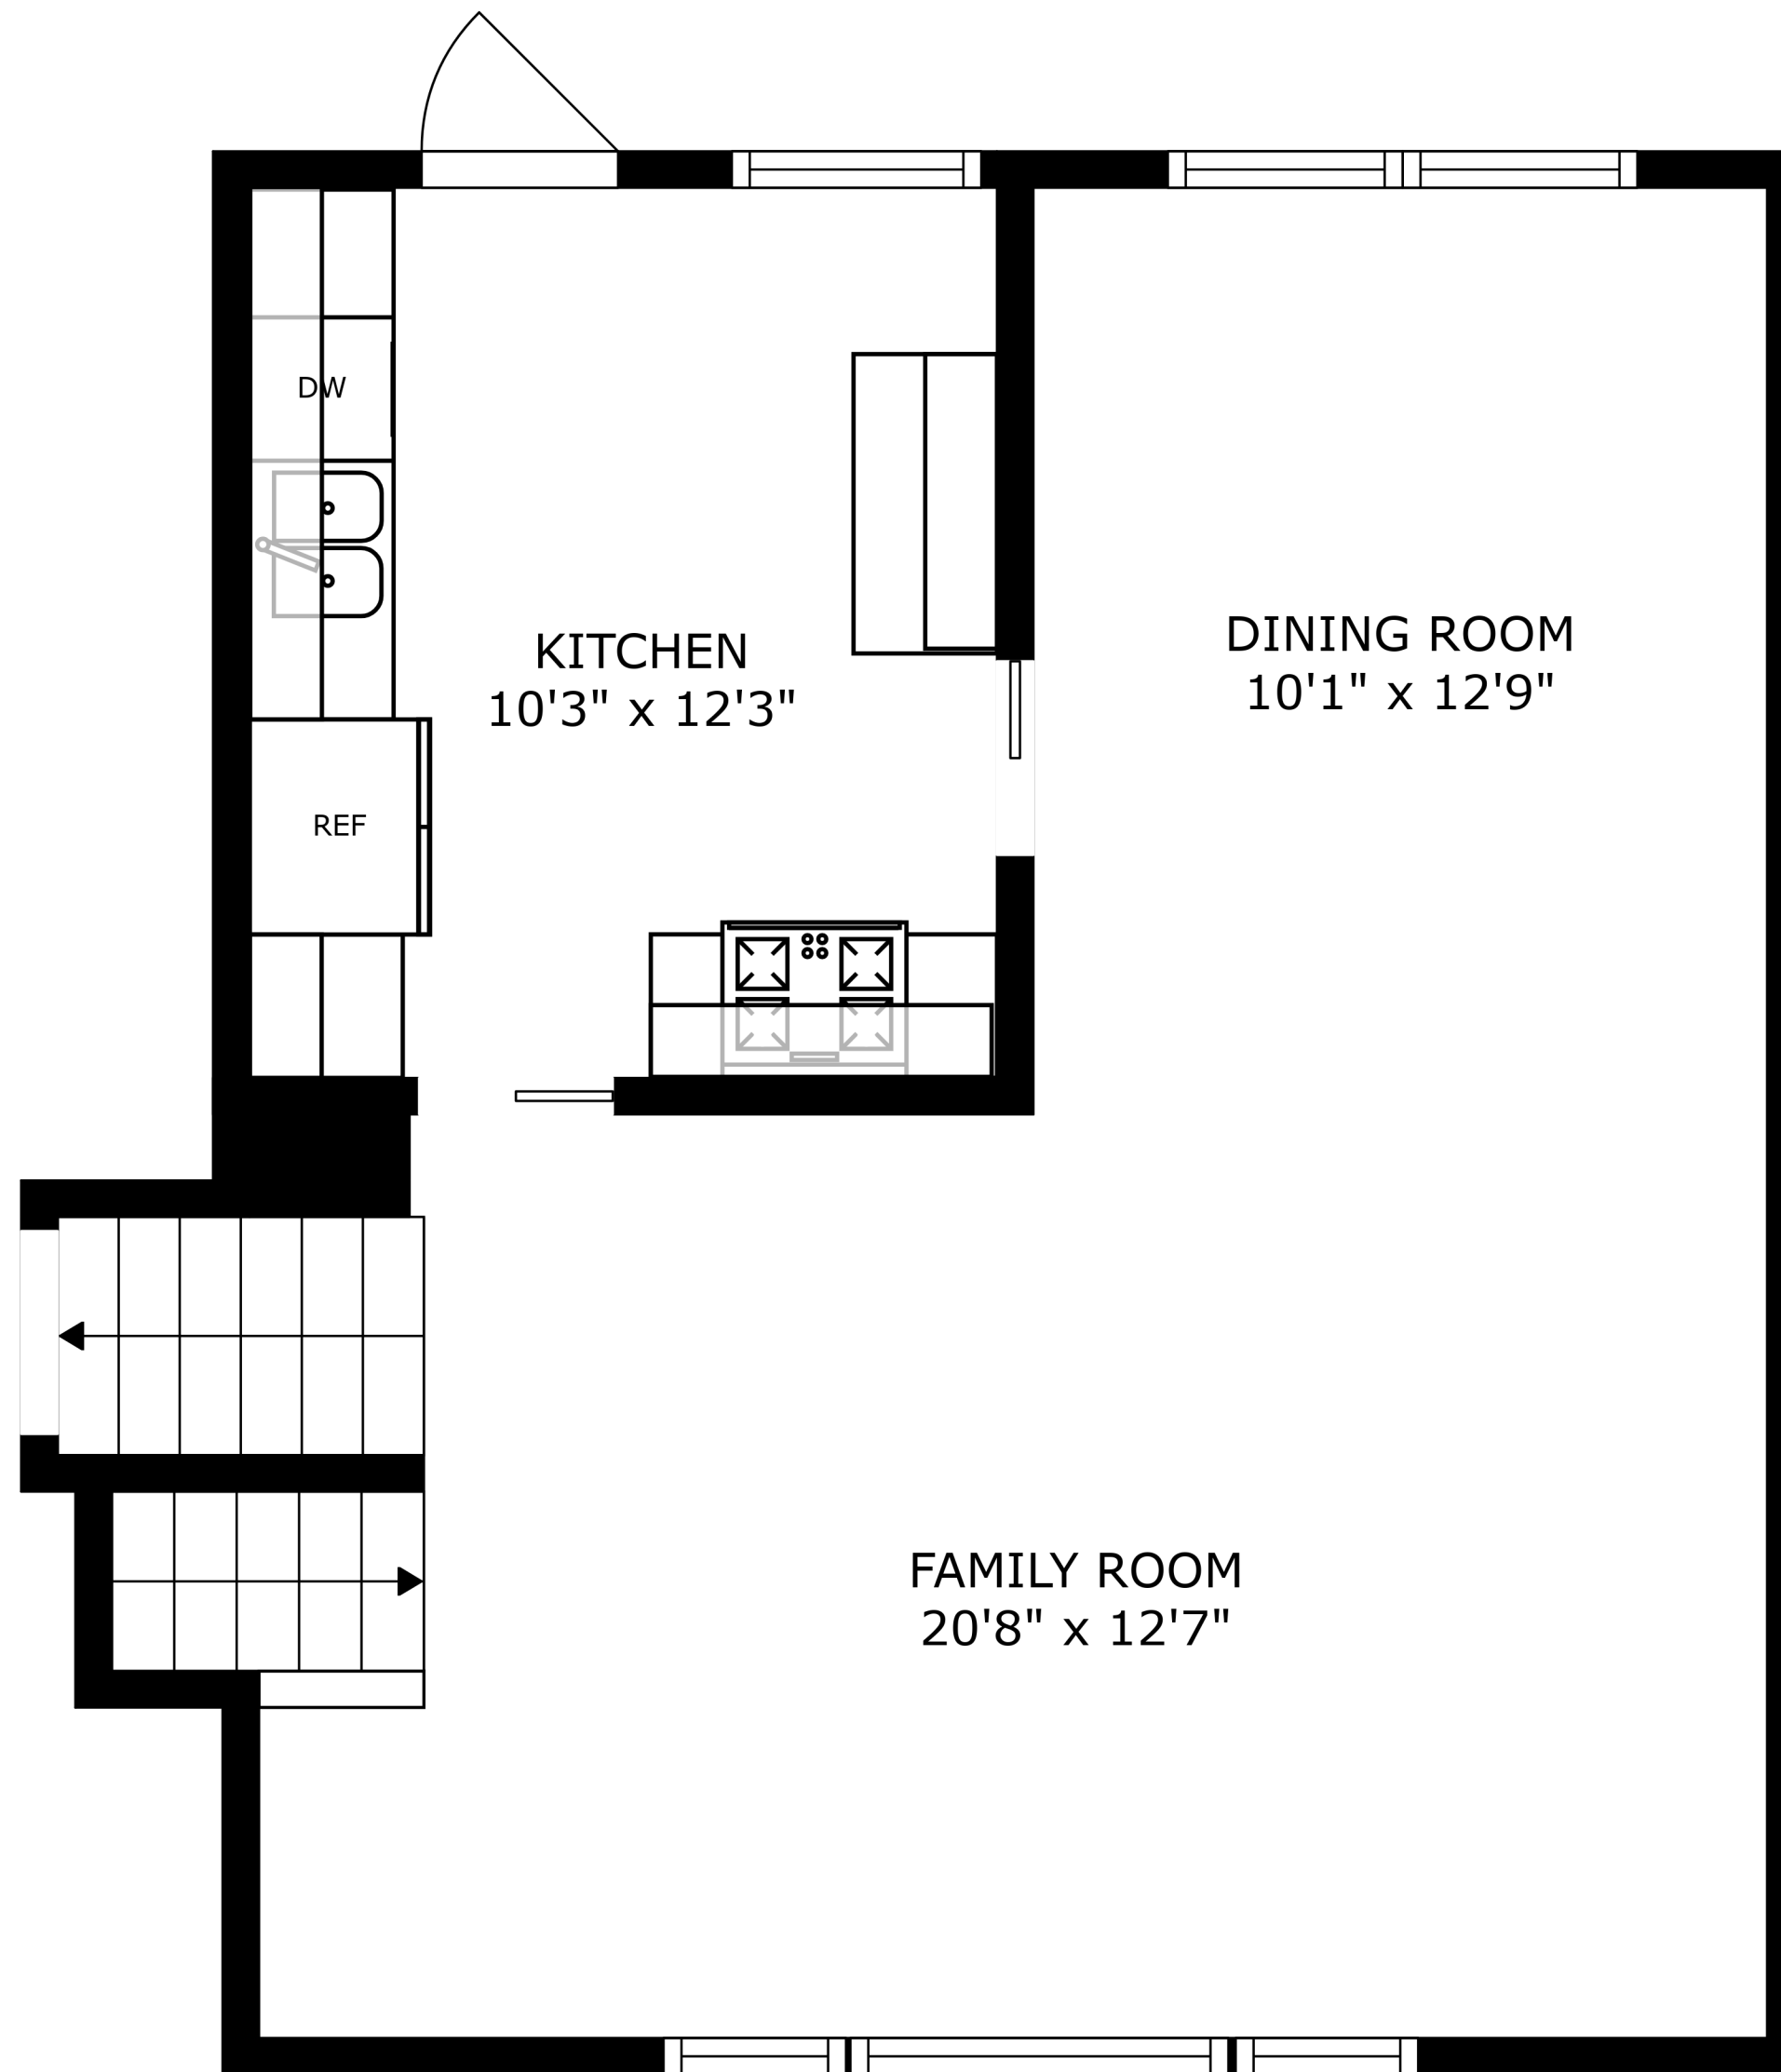 DW
KITCHEN
10'3" x 12'3"
DINING ROOM
10'1" x 12'9"
REF
FAMILY ROOM
20'8" x 12'7"